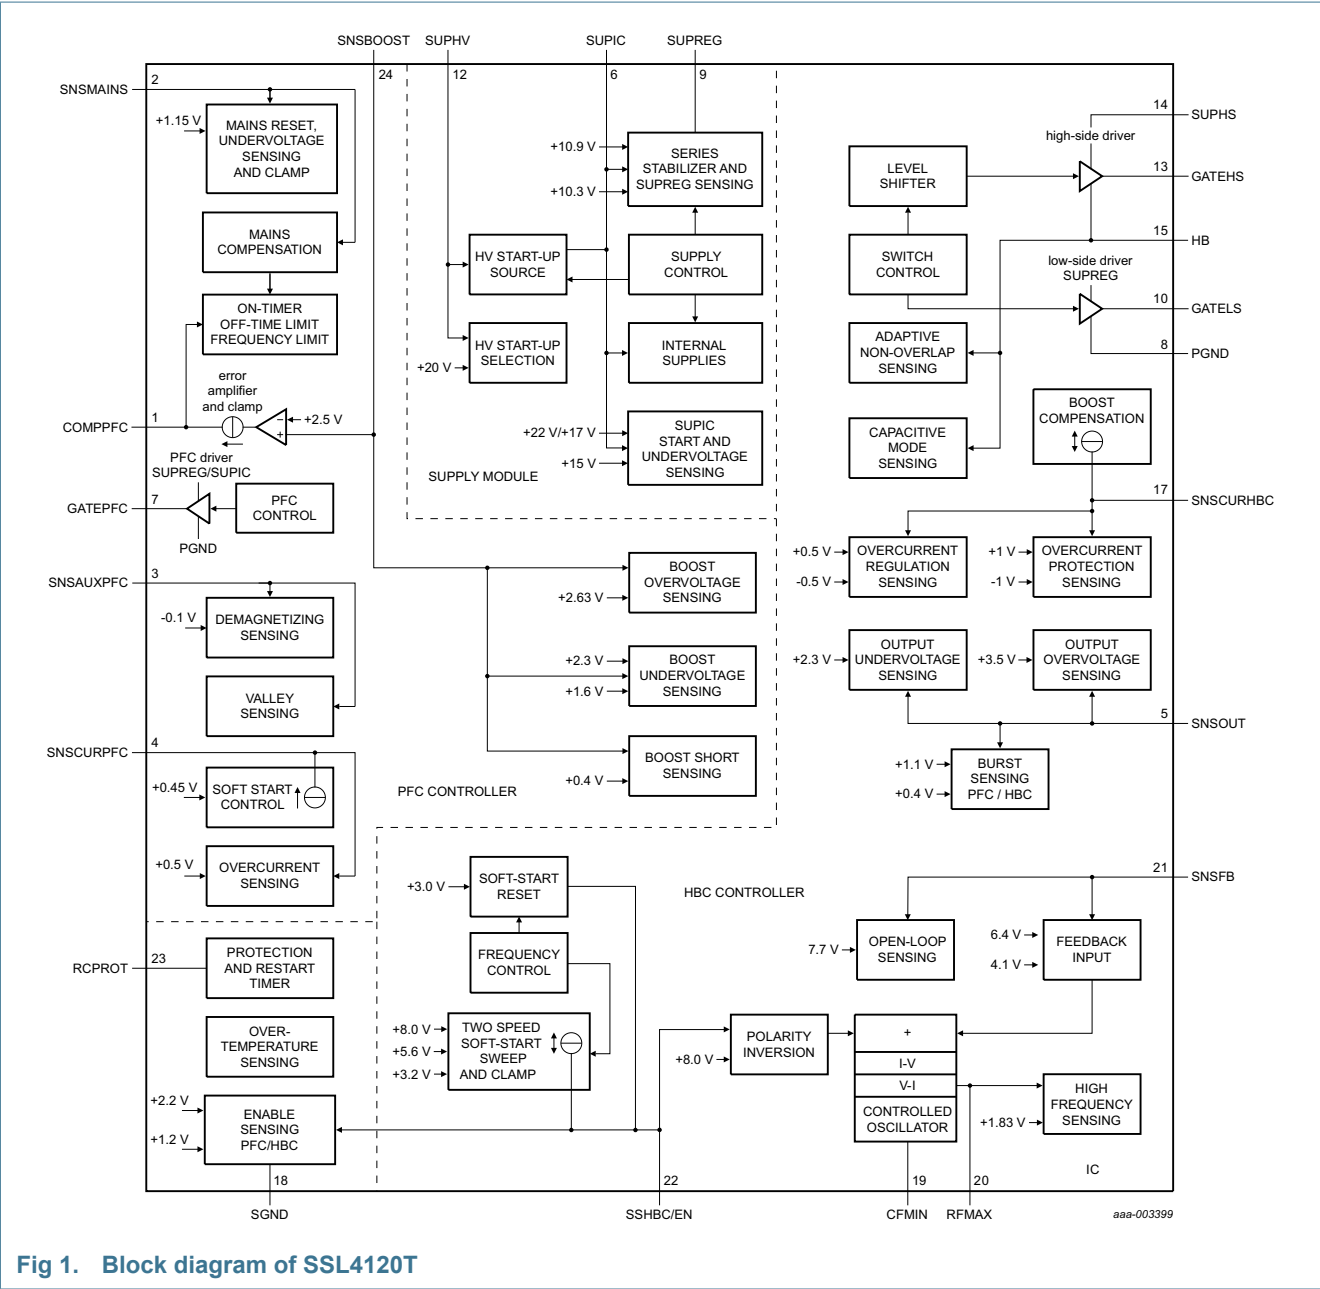 SNSBOOST
SUPHV
SUPIC
SUPREG
24
12
6
9
SNSMAINS
2
+1.15 V
MAINS RESET,
UNDERVOLTAGE
SENSING
AND CLAMP
MAINS
COMPENSATION
ON-TIMER
OFF-TIME LIMIT
FREQUENCY LIMIT
error
amplifier
and clamp
COMPPFC
1
−
+
+2.5 V
PFC driver
SUPREG/SUPIC
GATEPFC
7
PFC
CONTROL
PGND
SNSAUXPFC
3
-0.1 V
DEMAGNETIZING
SENSING
VALLEY
SENSING
SNSCURPFC
4
+0.45 V
SOFT START
CONTROL
+0.5 V
OVERCURRENT
SENSING
RCPROT
23
PROTECTION
AND RESTART
TIMER
OVER-
TEMPERATURE
SENSING
+2.2 V
+1.2 V
ENABLE
SENSING
PFC/HBC
18
SGND
+10.9 V
+10.3 V
SERIES
STABILIZER AND
SUPREG SENSING
HV START-UP
SOURCE
SUPPLY
CONTROL
HV START-UP
SELECTION
+20 V
INTERNAL
SUPPLIES
+22 V/+17 V
+15 V
SUPIC
START AND
UNDERVOLTAGE
SENSING
SUPPLY MODULE
BOOST
OVERVOLTAGE
SENSING
+2.63 V
+2.3 V
+1.6 V
BOOST
UNDERVOLTAGE
SENSING
BOOST SHORT
SENSING
+0.4 V
PFC CONTROLLER
14
SUPHS
high-side driver
LEVEL
SHIFTER
13
GATEHS
15
HB
SWITCH
CONTROL
low-side driver
SUPREG
10
GATELS
8
PGND
ADAPTIVE
NON-OVERLAP
SENSING
CAPACITIVE
MODE
SENSING
BOOST
COMPENSATION
17
SNSCURHBC
+0.5 V
-0.5 V
OVERCURRENT
REGULATION
SENSING
+1 V
-1 V
OVERCURRENT
PROTECTION
SENSING
+2.3 V
OUTPUT
UNDERVOLTAGE
SENSING
+3.5 V
OUTPUT
OVERVOLTAGE
SENSING
5
SNSOUT
+1.1 V
+0.4 V
BURST
SENSING
PFC / HBC
HBC CONTROLLER
+3.0 V
SOFT-START
RESET
FREQUENCY
CONTROL
+8.0 V
+5.6 V
+3.2 V
TWO SPEED
SOFT-START
SWEEP
AND CLAMP
21
SNSFB
7.7 V
OPEN-LOOP
SENSING
6.4 V
4.1 V
FEEDBACK
INPUT
POLARITY
INVERSION
+8.0 V
+
I-V
V-I
CONTROLLED
OSCILLATOR
HIGH
FREQUENCY
SENSING
+1.83 V
IC
22
19
20
SSHBC/EN
CFMIN
RFMAX
aaa-003399
Fig 1. Block diagram of SSL4120T